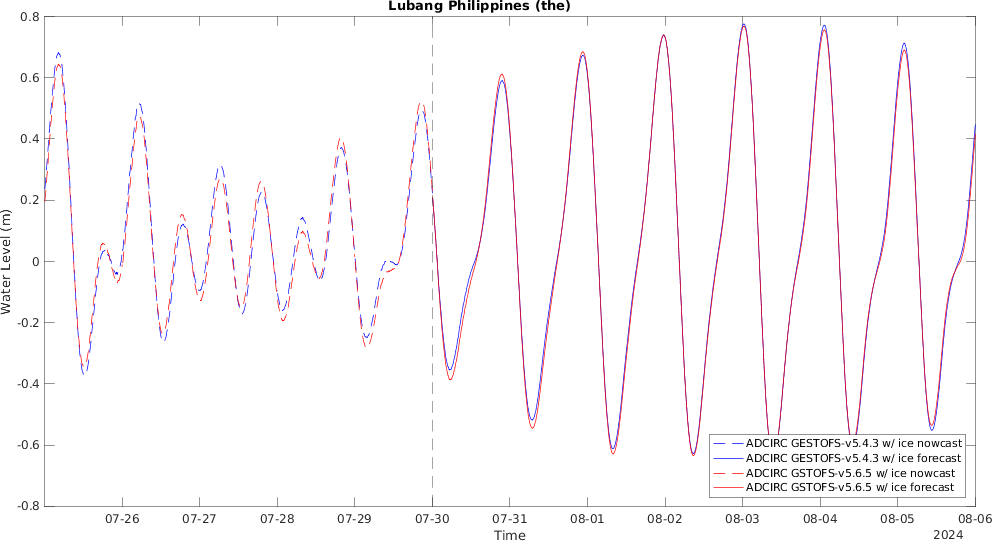 Lubang Philippines (the)
0.8
0.6
0.4
0.2
0
-0.2
-0.4
-0.6
-0.8
Water Level (m)
ADCIRC GESTOFS-v5.4.3 w/ ice nowcast
ADCIRC GESTOFS-v5.4.3 w/ ice forecast
ADCIRC GSTOFS-v5.6.5 w/ ice nowcast
ADCIRC GSTOFS-v5.6.5 w/ ice forecast
07-26 07-27 07-28 07-29 07-30 07-31 08-01 08-02 08-03 08-04 08-05 08-06
Time
2024